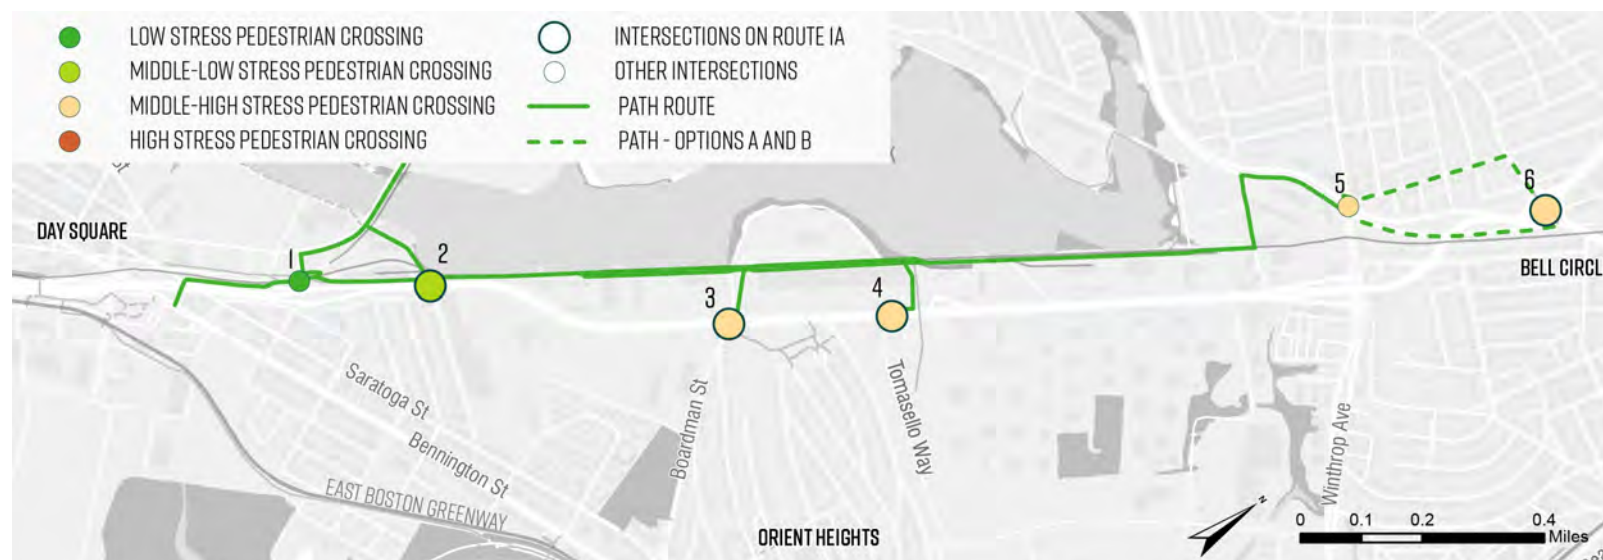 LOW STRESS PEDESTRIAN CROSSING
MIDDLE-LOW STRESS PEDESTRIAN CROSSING
MIDDLE-HIGH STRESS PEDESTRIAN CROSSING
HIGH STRESS PEDESTRIAN CROSSING
INTERSECTIONS ON ROUTE 1A
OTHER INTERSECTIONS
PATH ROUTE
PATH - OPTIONS A AND B
St
DAY SQUARE
1
2
3
4
5
6
BELL CIRCL
Saratoga St
Bennington St
EAST BOSTON GREENWAY
Boardman St
Tomasello Way
Winthrop Ave
ORIENT HEIGHTS
N
0 0.1 0.2 0.4
Miles